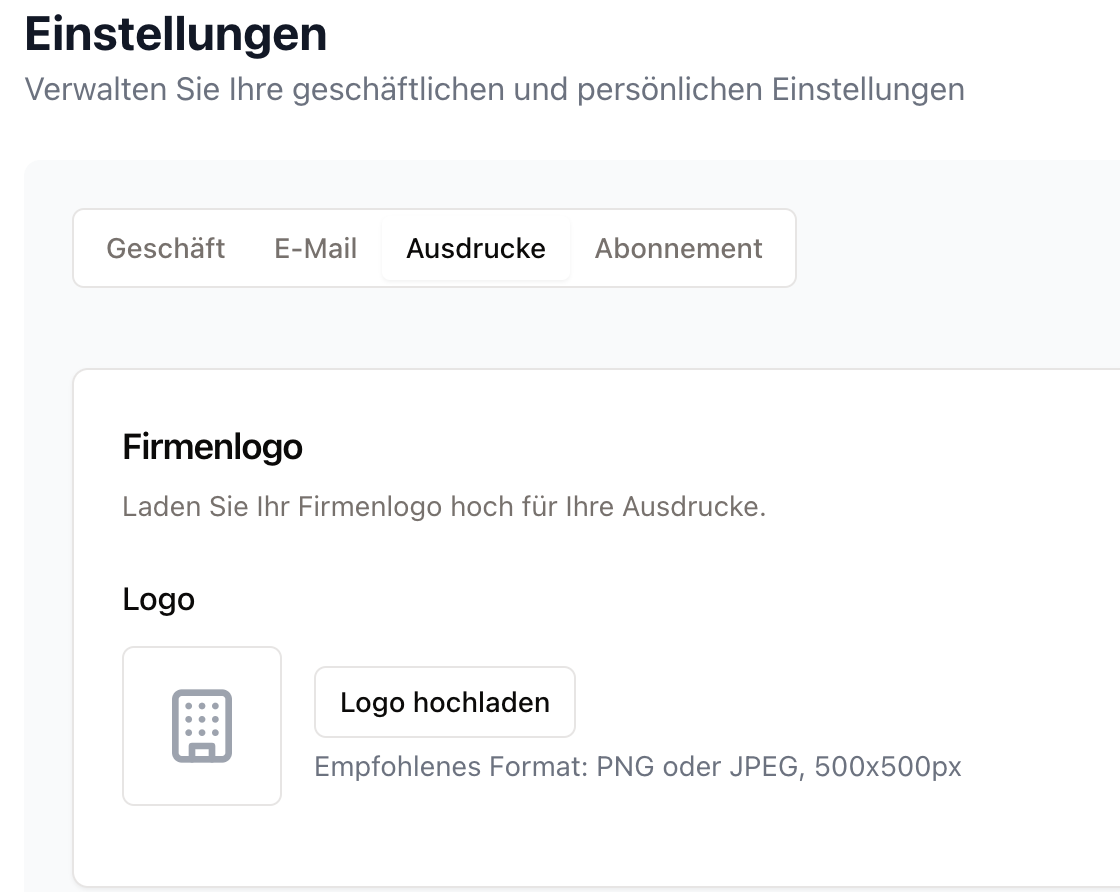 Einstellungen
Verwalten Sie Ihre geschäftlichen und persönlichen Einstellungen
Geschäft E-Mail Ausdrucke Abonnement
Firmenlogo
Laden Sie Ihr Firmenlogo hoch für Ihre Ausdrucke.
Logo
Logo hochladen
Empfohlenes Format: PNG oder JPEG, 500x500px